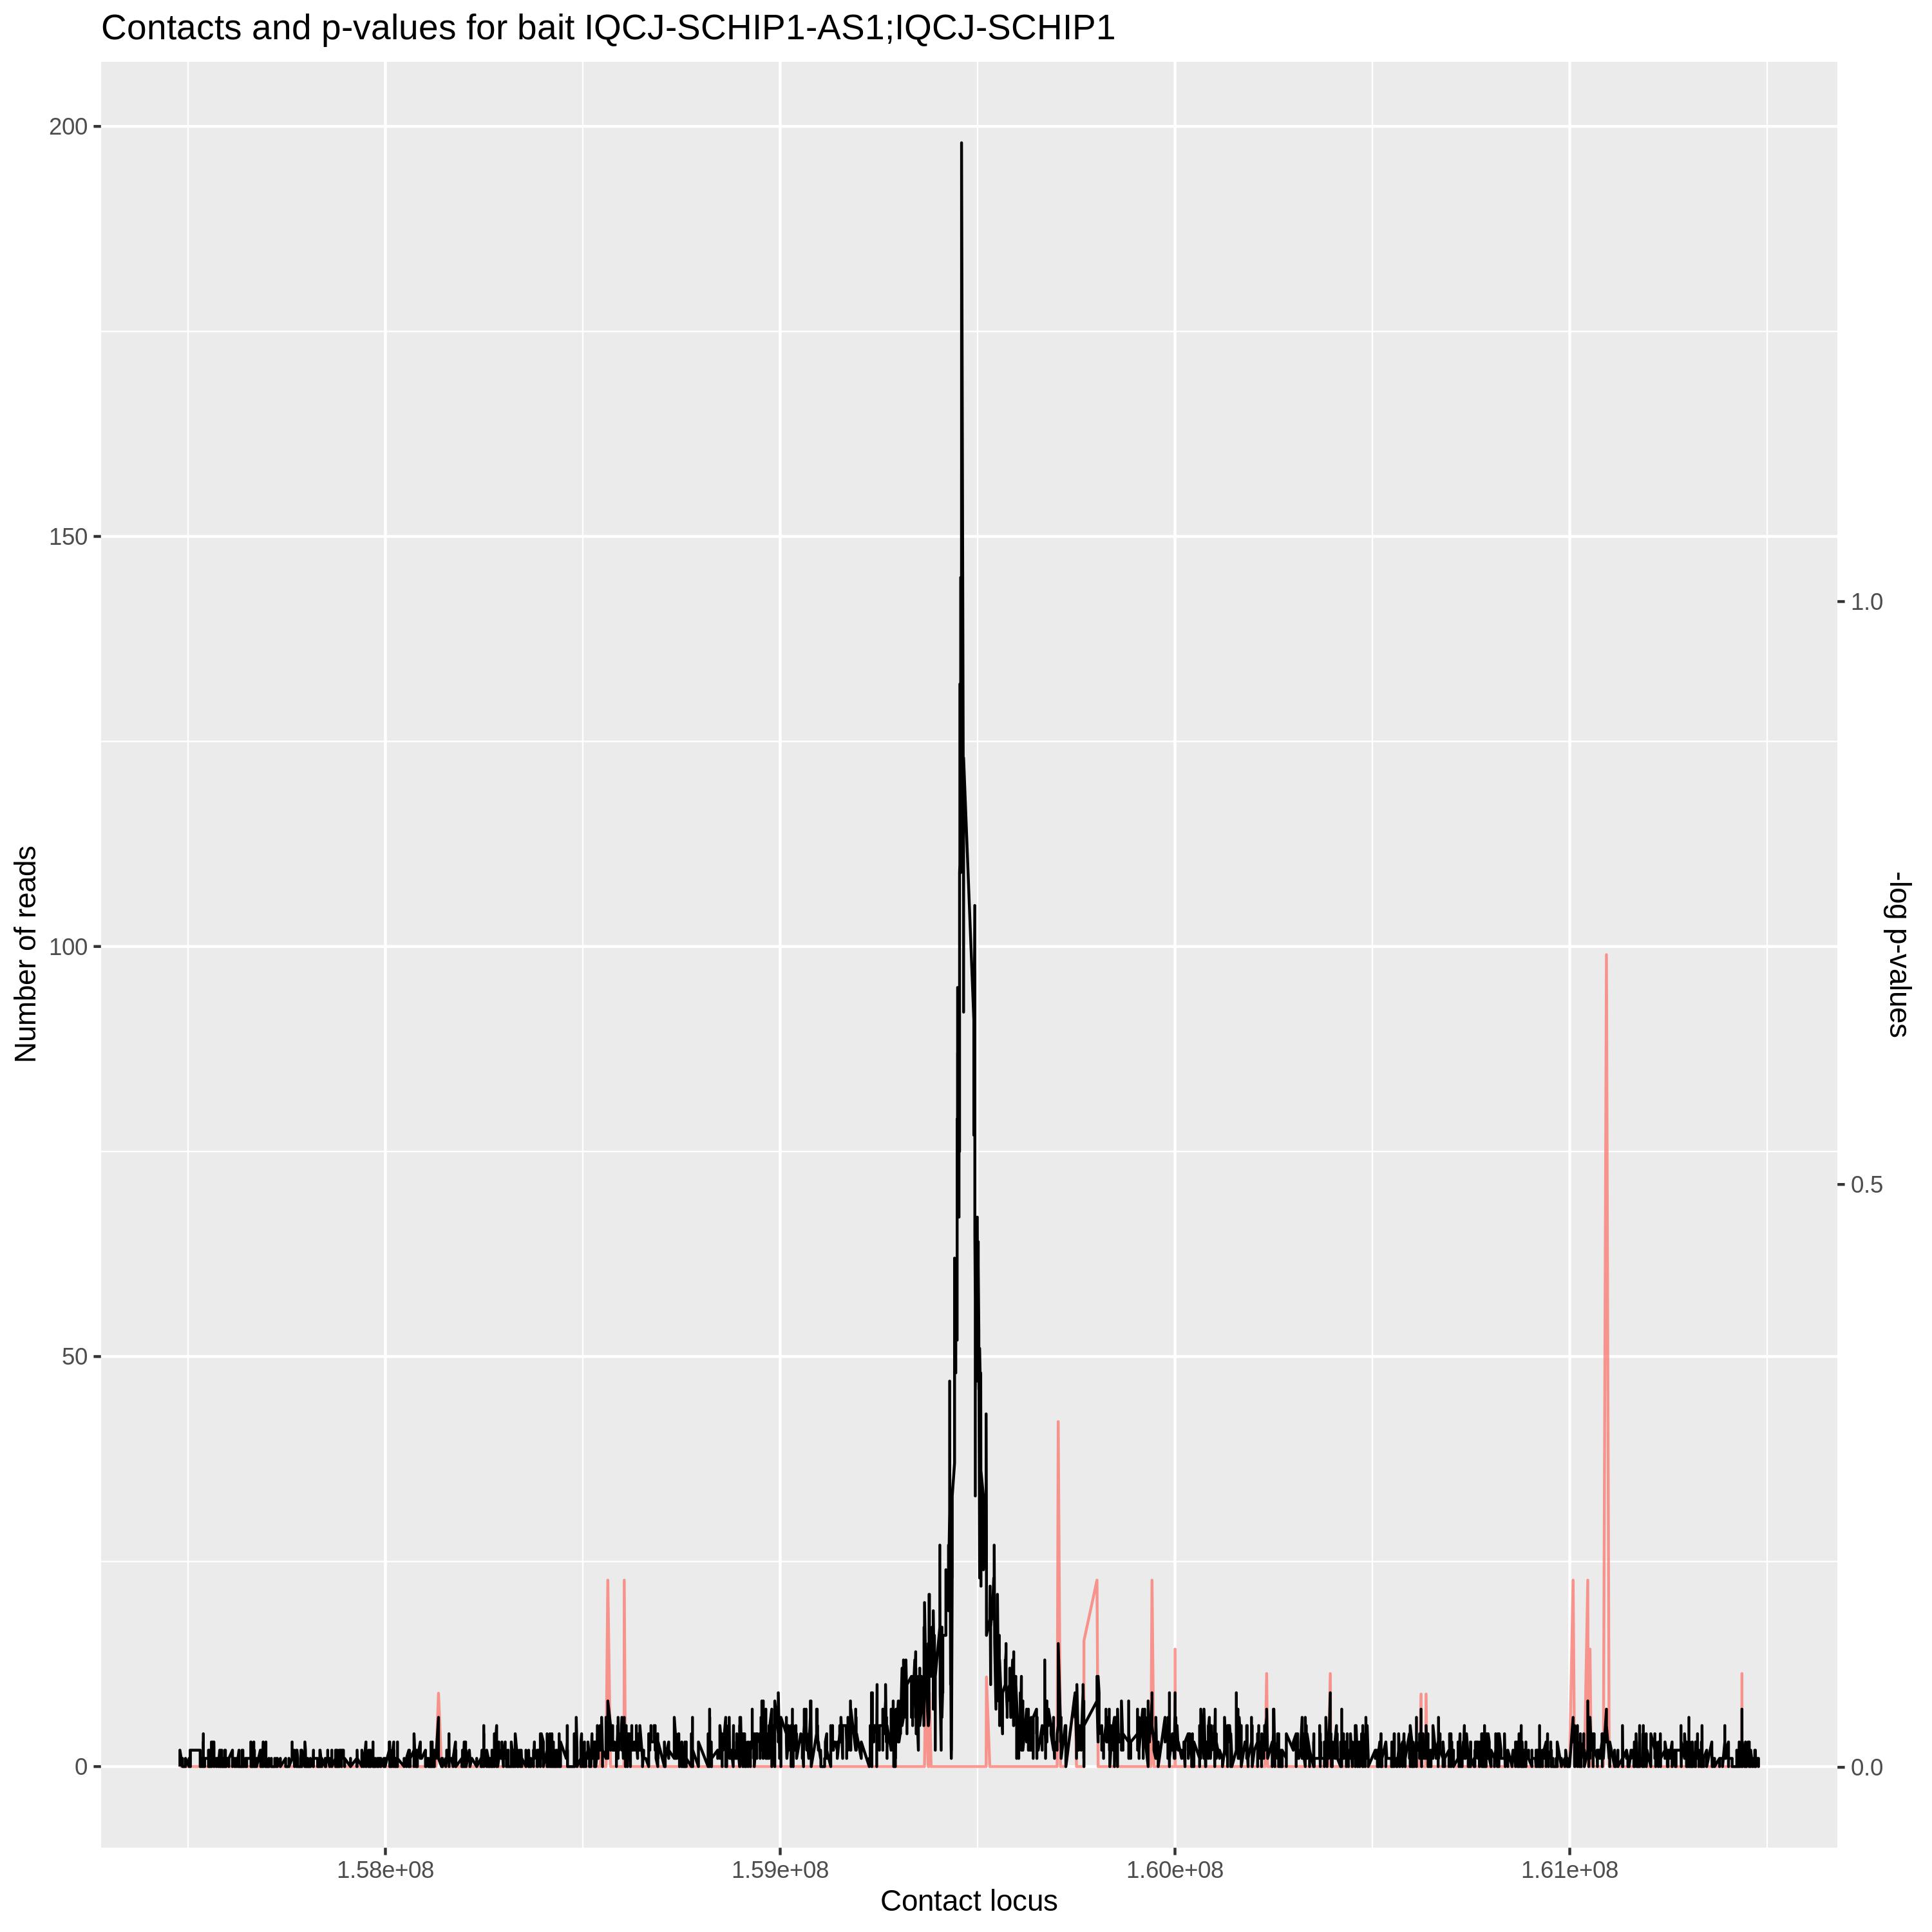 Contacts and p-values for bait IQCJ-SCHIP1-AS1;IQCJ-SCHIP1
200
150
100
50
0
Number of reads
1.0
0.5
0.0
-log p-values
1.58e+08
1.59e+08
1.60e+08
1.61e+08
Contact locus